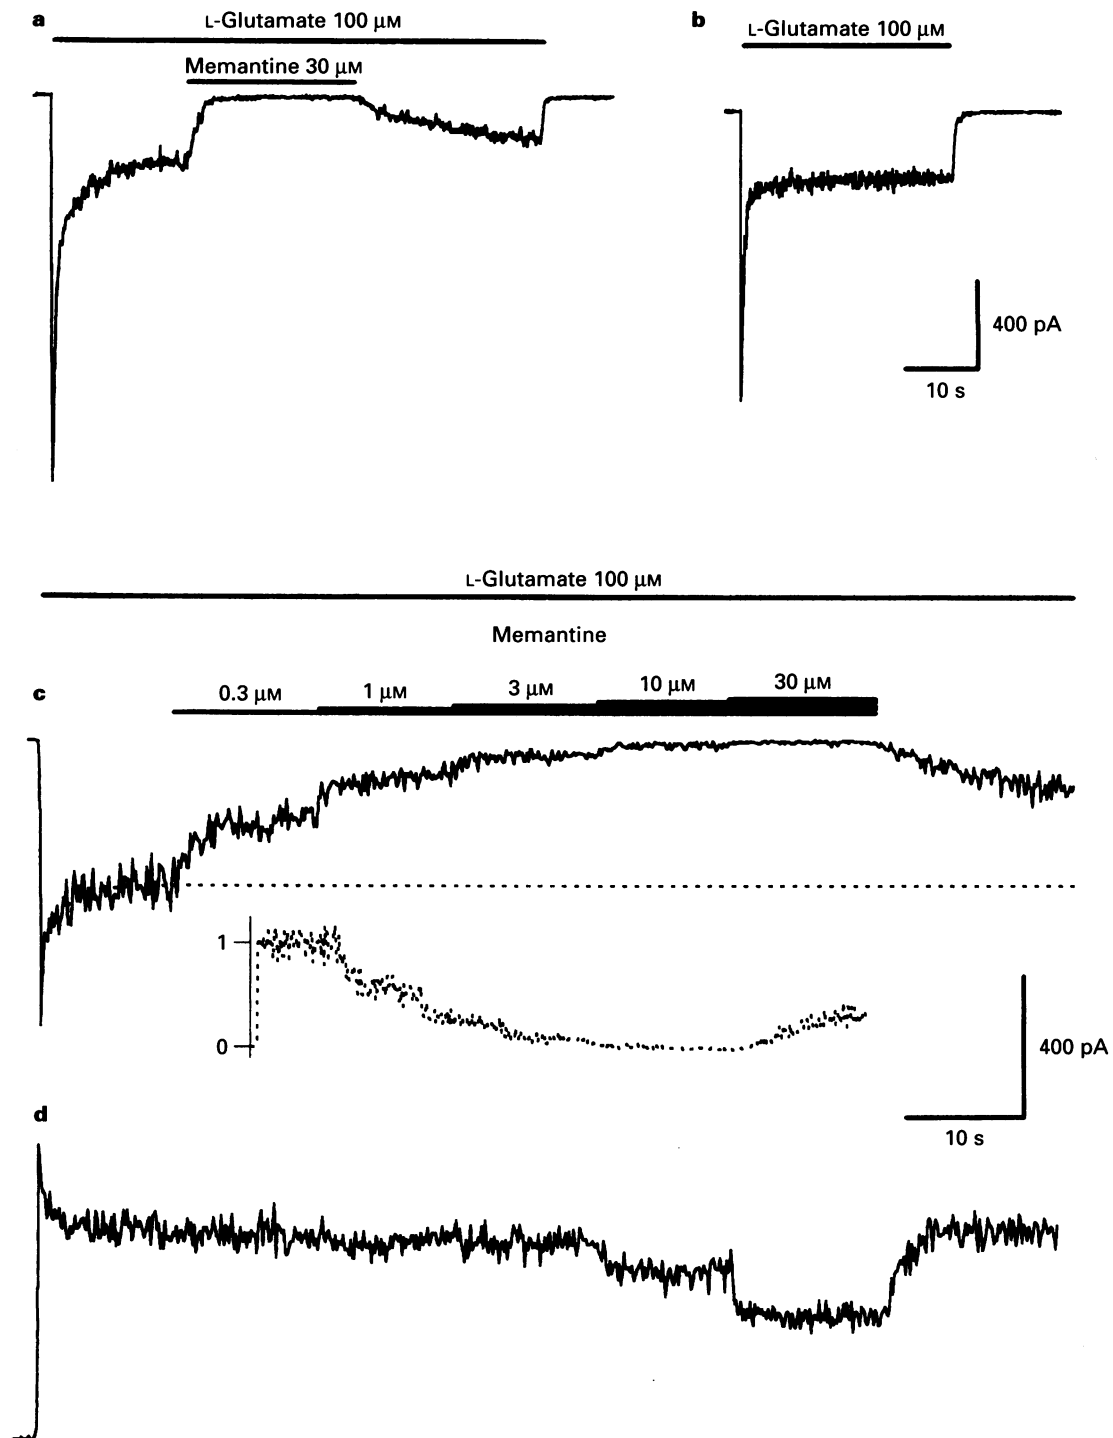 a
L-Glutamate 100 µM
Memantine 30 µM
b
L-Glutamate 100 µM
400 pA
10 s
L-Glutamate 100 µM
Memantine
c
0.3 µM 1 µM 3 µM 10 µM 30 µM
1
0
400 pA
10 s
d